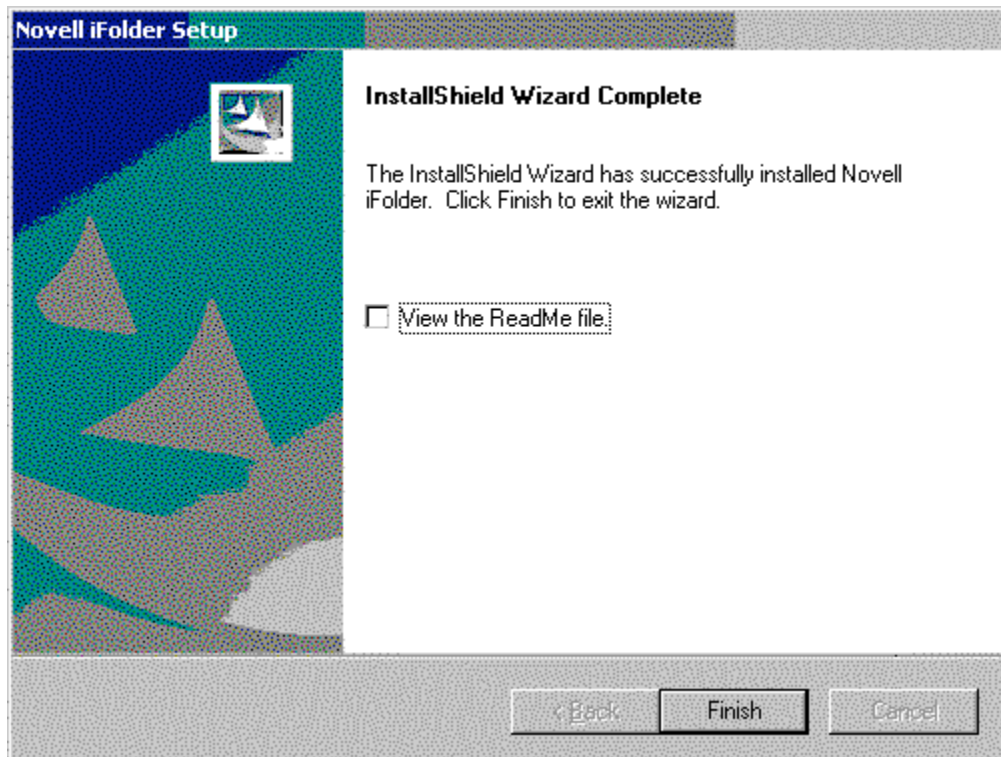 Novell iFolder Setup
InstallShield Wizard Complete
The InstallShield Wizard has successfully installed Novell
iFolder. Click Finish to exit the wizard.
View the ReadMe file.
< Back
Finish
Cancel